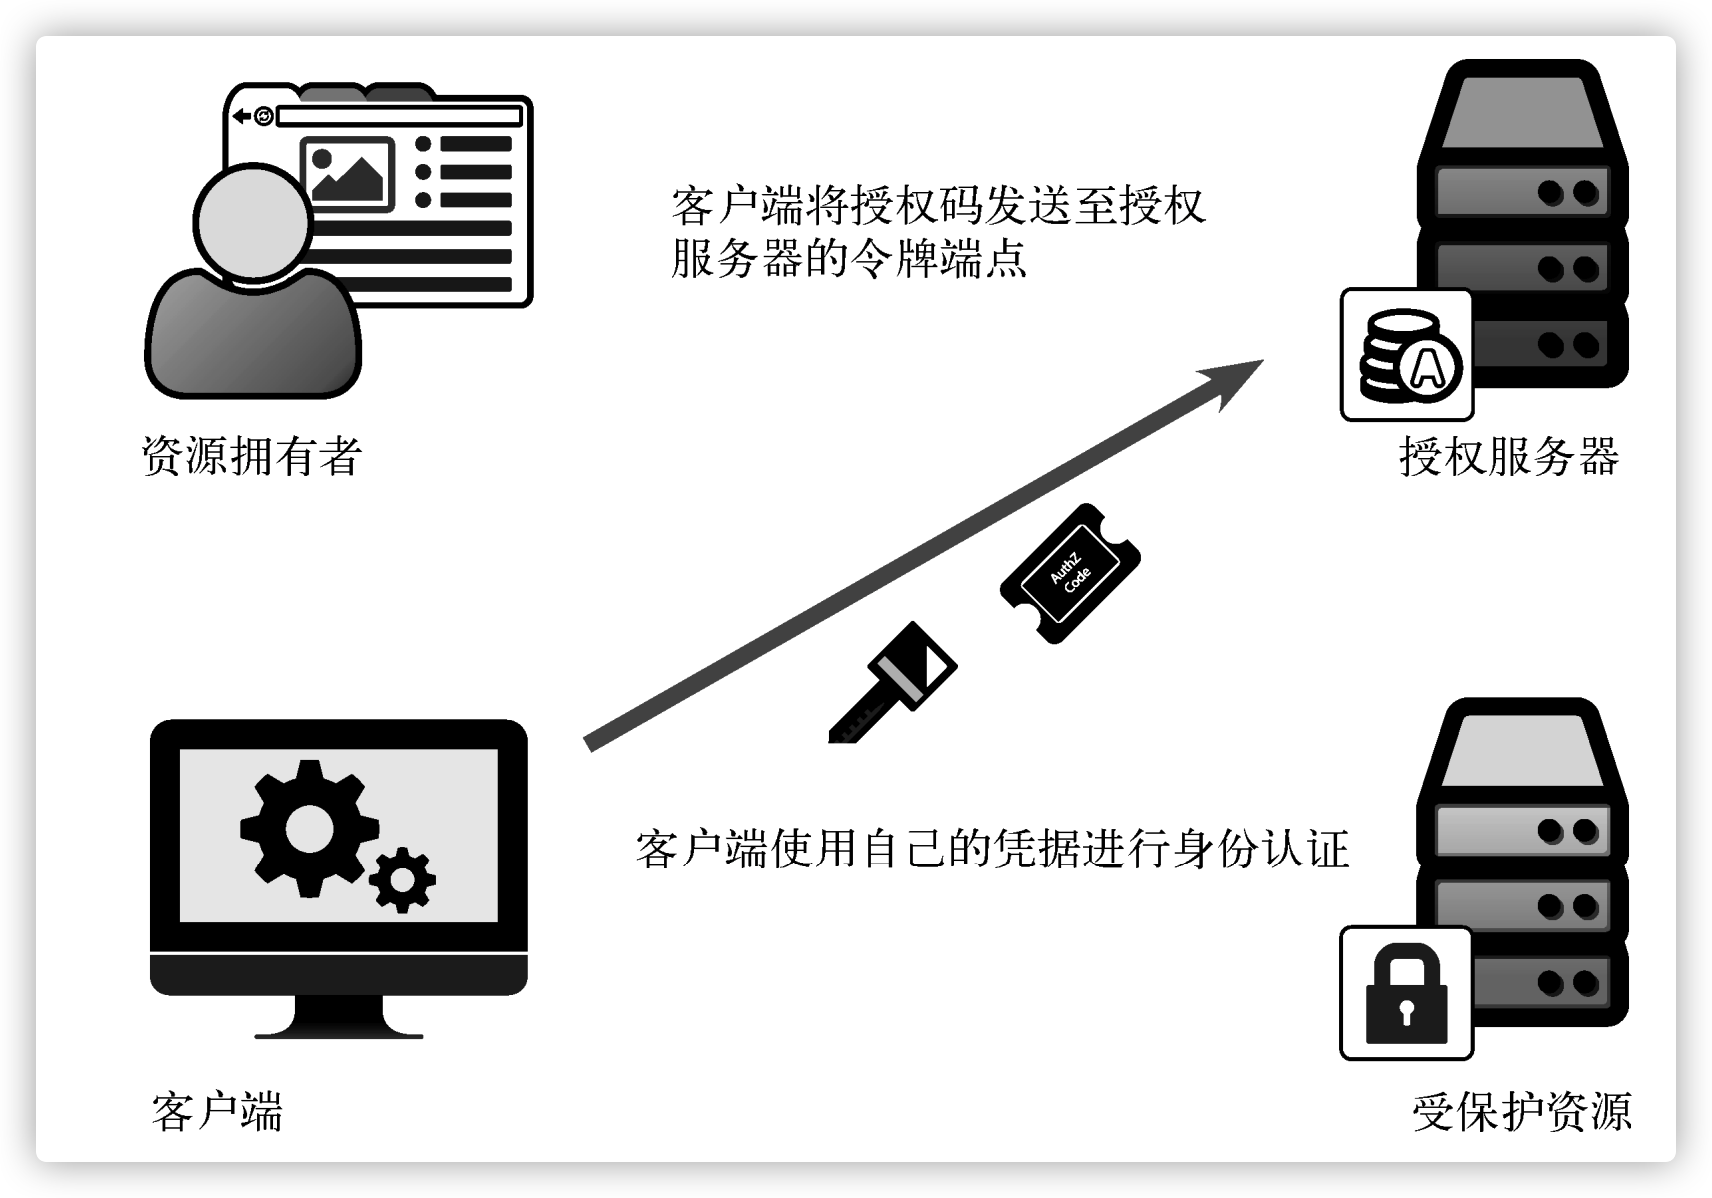 客户端将授权码发送至授权
服务器的令牌端点
A
资源拥有者
授权服务器
AuthZ
Code
客户端使用自己的凭据进行身份认证
客户端
受保护资源